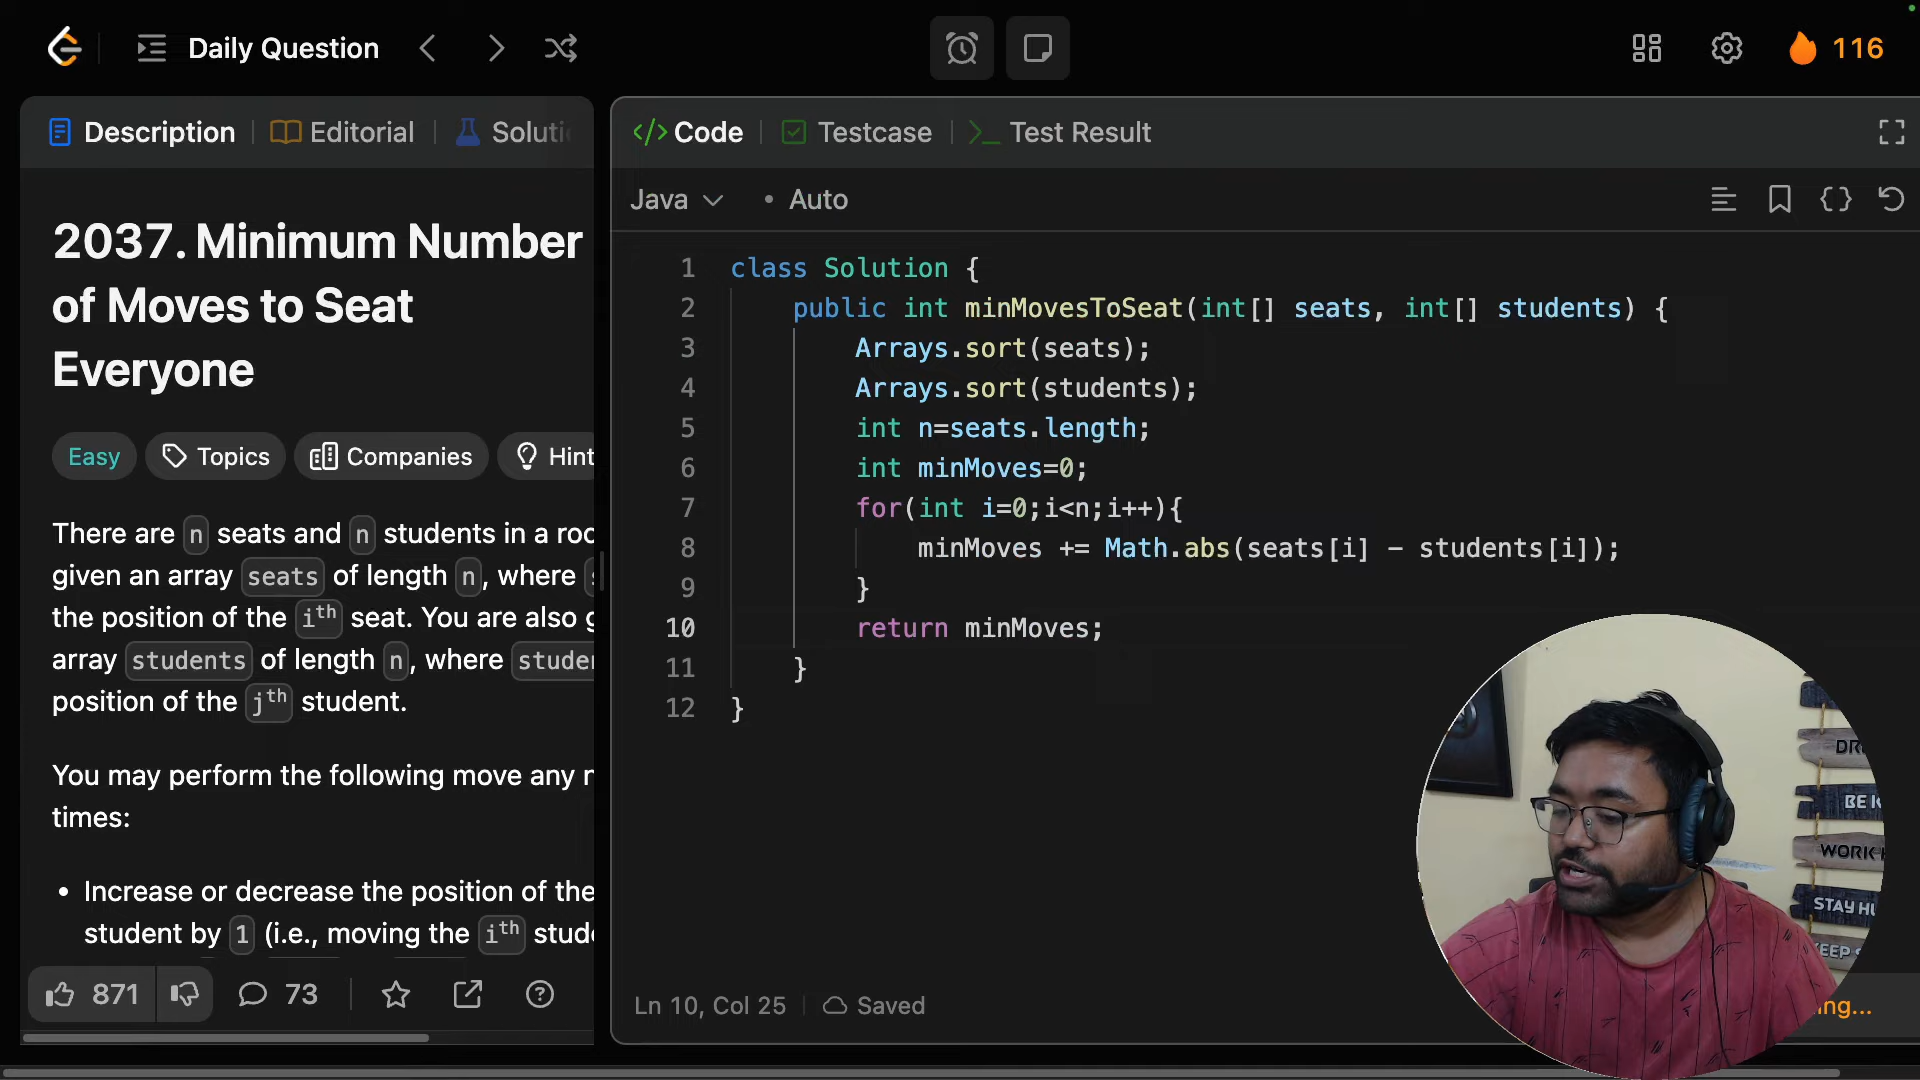 Daily Question
116
Description
Editorial
Code
Testcase
Test Result
Java
Auto
2037. Minimum Number
of Moves to Seat
Everyone
Easy
Topics
Companies
Hint
There are n seats and n students in a
given an array seats of length n, where
the position of the ith seat. You are also
array students of length n, where
position of the jth student.
You may perform the following move any
times:
• Increase or decrease the position of the
student by 1 (i.e., moving the ith
871
73
1 class Solution {
2 public int minMovesToSeat(int[] seats, int[] students) {
3 Arrays.sort(seats);
4 Arrays.sort(students);
5 int n=seats.length;
6 int minMoves=0;
7 for(int i=0;i<n;i++){
8 minMoves += Math.abs(seats[i] - students[i]);
9 }
10 return minMoves;
11 }
12 }
Ln 10, Col 25
Saved
WORK
STAY